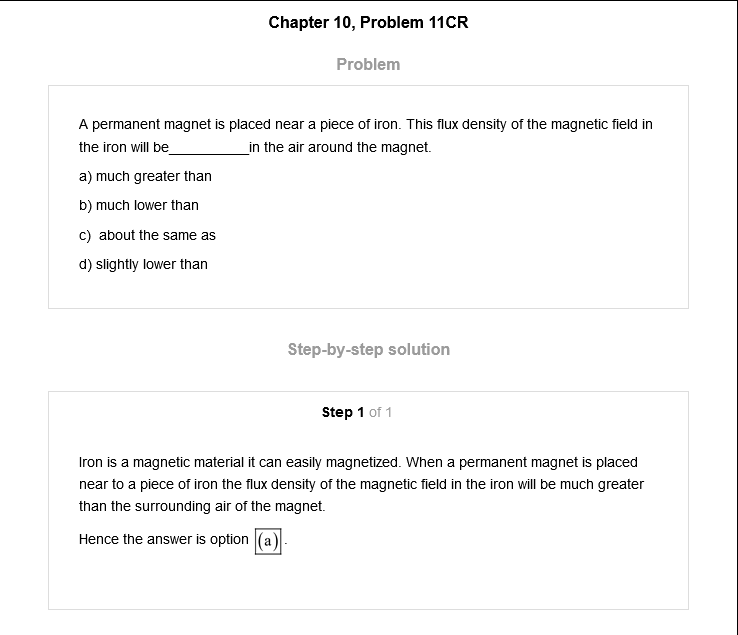 Chapter 10, Problem 11CR
Problem
A permanent magnet is placed near a piece of iron. This flux density of the magnetic field in
the iron will be___________in the air around the magnet.
a) much greater than
b) much lower than
c)  about the same as
d) slightly lower than
Step-by-step solution
Step 1 of 1
Iron is a magnetic material it can easily magnetized. When a permanent magnet is placed
near to a piece of iron the flux density of the magnetic field in the iron will be much greater
than the surrounding air of the magnet.
Hence the answer is option (a).